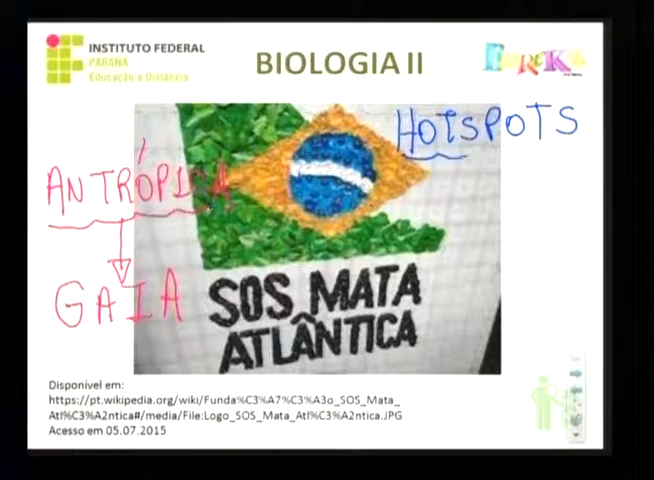 INSTITUTO FEDERAL
PARANÁ
Educação a Distância
BIOLOGIA II
EUREKA
HOTSPOTS
ANTRÓPICA
GAIA
SOS MATA
ATLÂNTICA
Disponível em:
https://pt.wikipedia.org/wiki/Funda%C3%A7%C3%A3o_SOS_Mata_
Atl%C3%A2ntica#/media/File:Logo_SOS_Mata_Atl%C3%A2ntica.JPG
Acesso em 05.07.2015